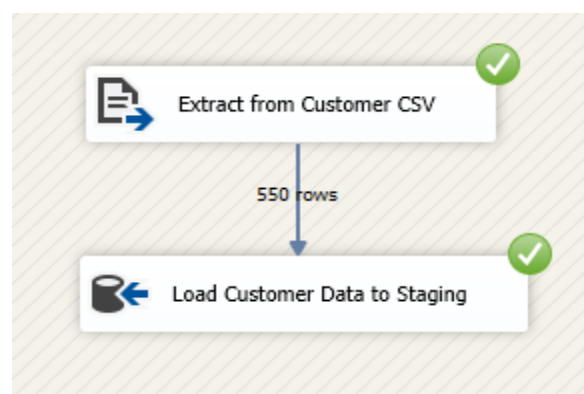 Extract from Customer CSV
550 rows
Load Customer Data to Staging